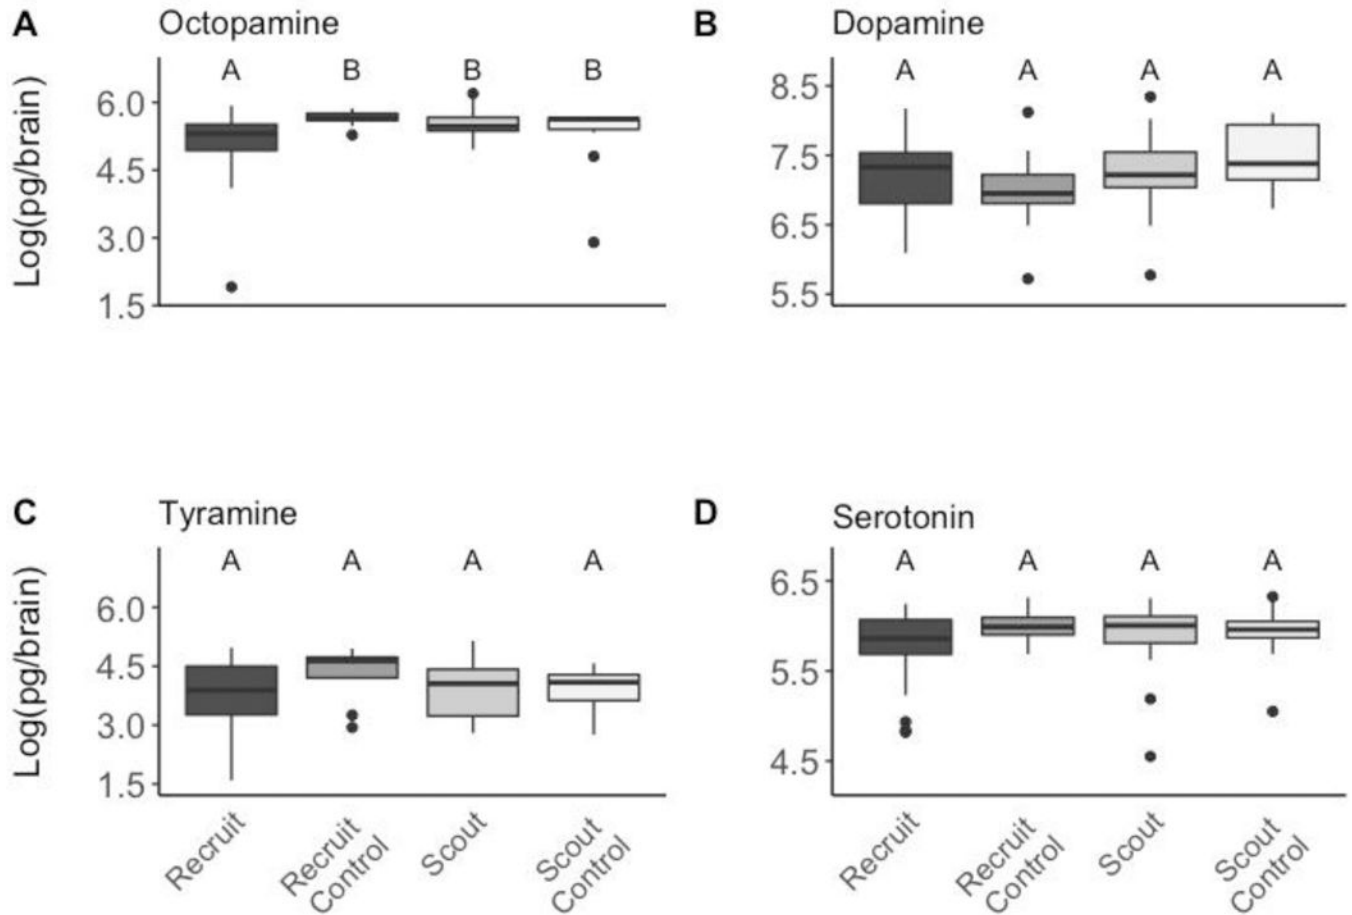 A Octopamine
B Dopamine
Log(pg/brain)
A B B B
6.0
4.5
3.0
1.5
A A A A
8.5
7.5
6.5
5.5
C Tyramine
D Serotonin
Log(pg/brain)
A A A A
6.0
4.5
3.0
1.5
Recruit
Recruit
Control
Scout
Scout
Control
A A A A
6.5
5.5
4.5
Recruit
Recruit
Control
Scout
Scout
Control